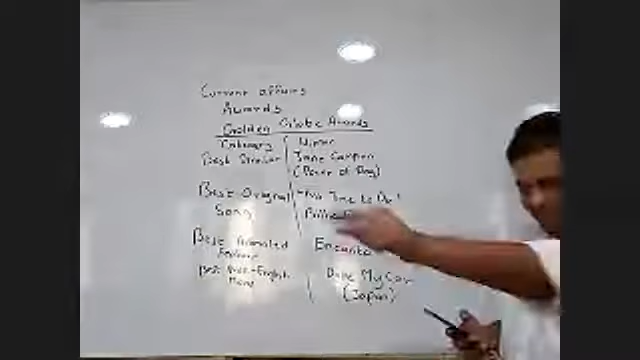 Current affairs
Awards
Golden Globe Awards
Category Winner
Best Director Jane Campion
(Power of Dog)
Best Original "No Time to Die"
Song
Best Animated Encanto
Feature
Best Non-English Drive My Car
Movie (Japan)